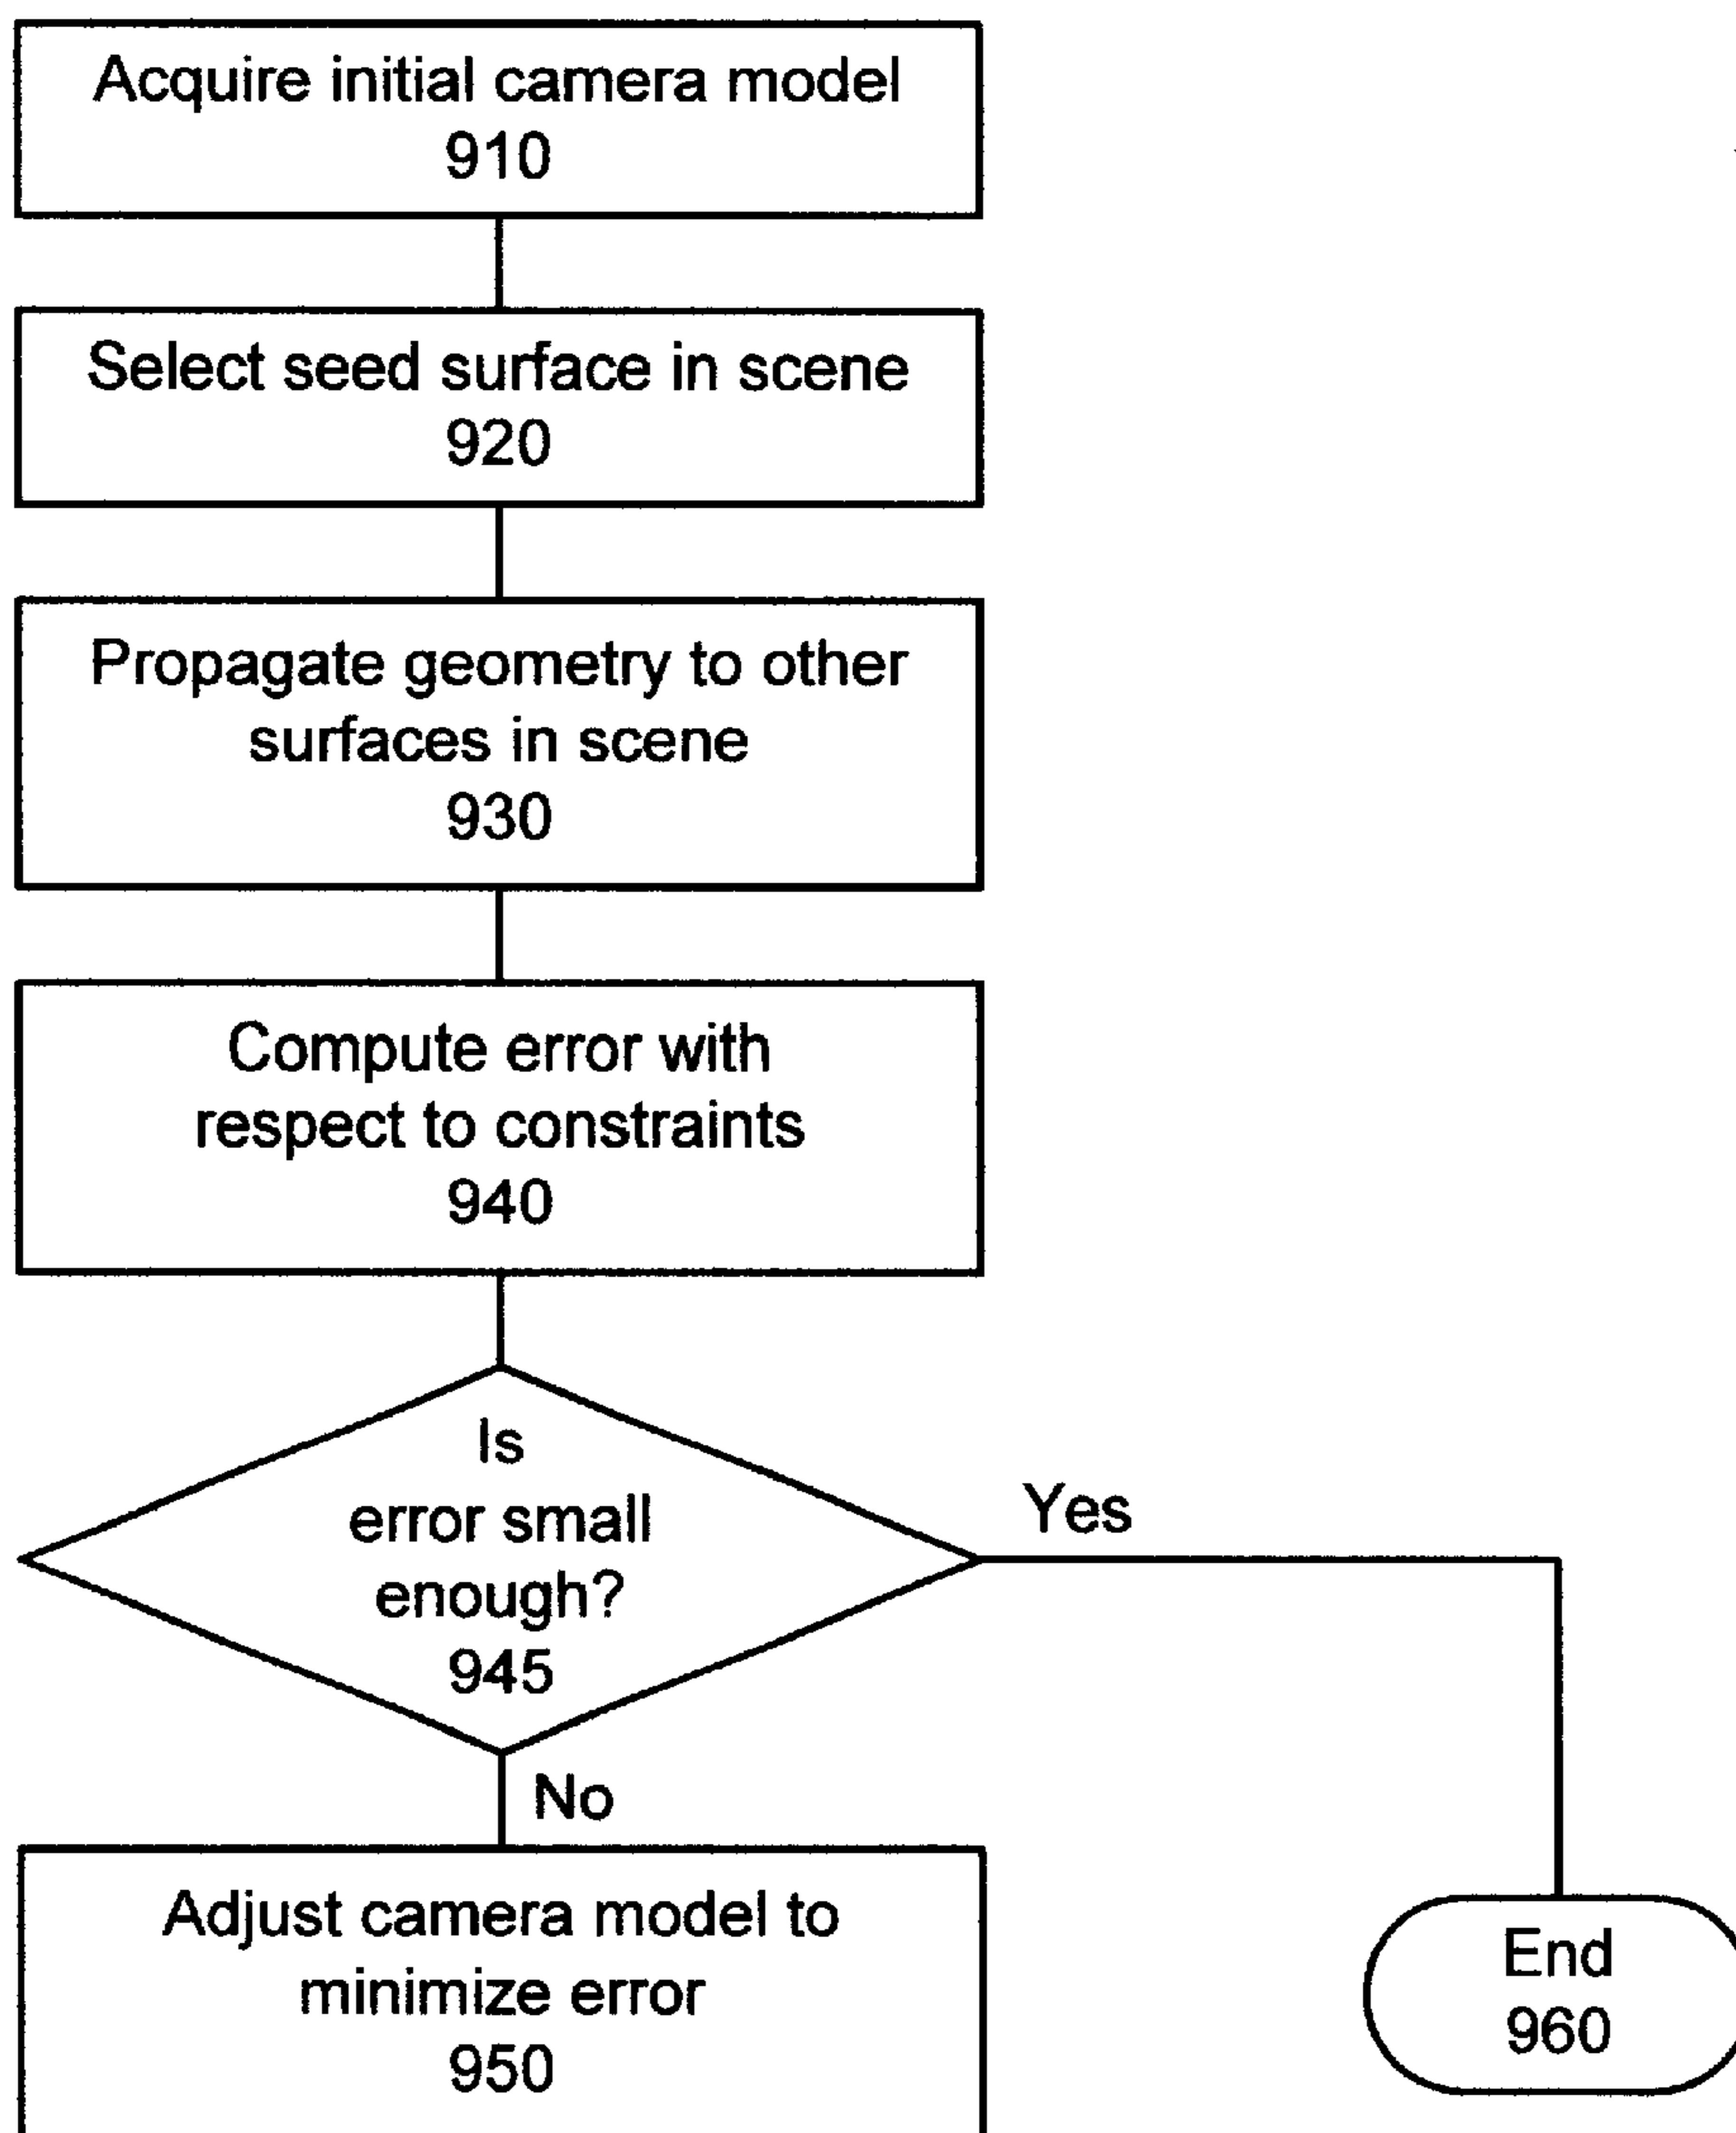 Acquire initial camera model
910
Select seed surface in scene
920
Propagate geometry to other
surfaces in scene
930
Compute error with
respect to constraints
940
Is
error small
enough?
945
Yes
No
Adjust camera model to
minimize error
950
End
960